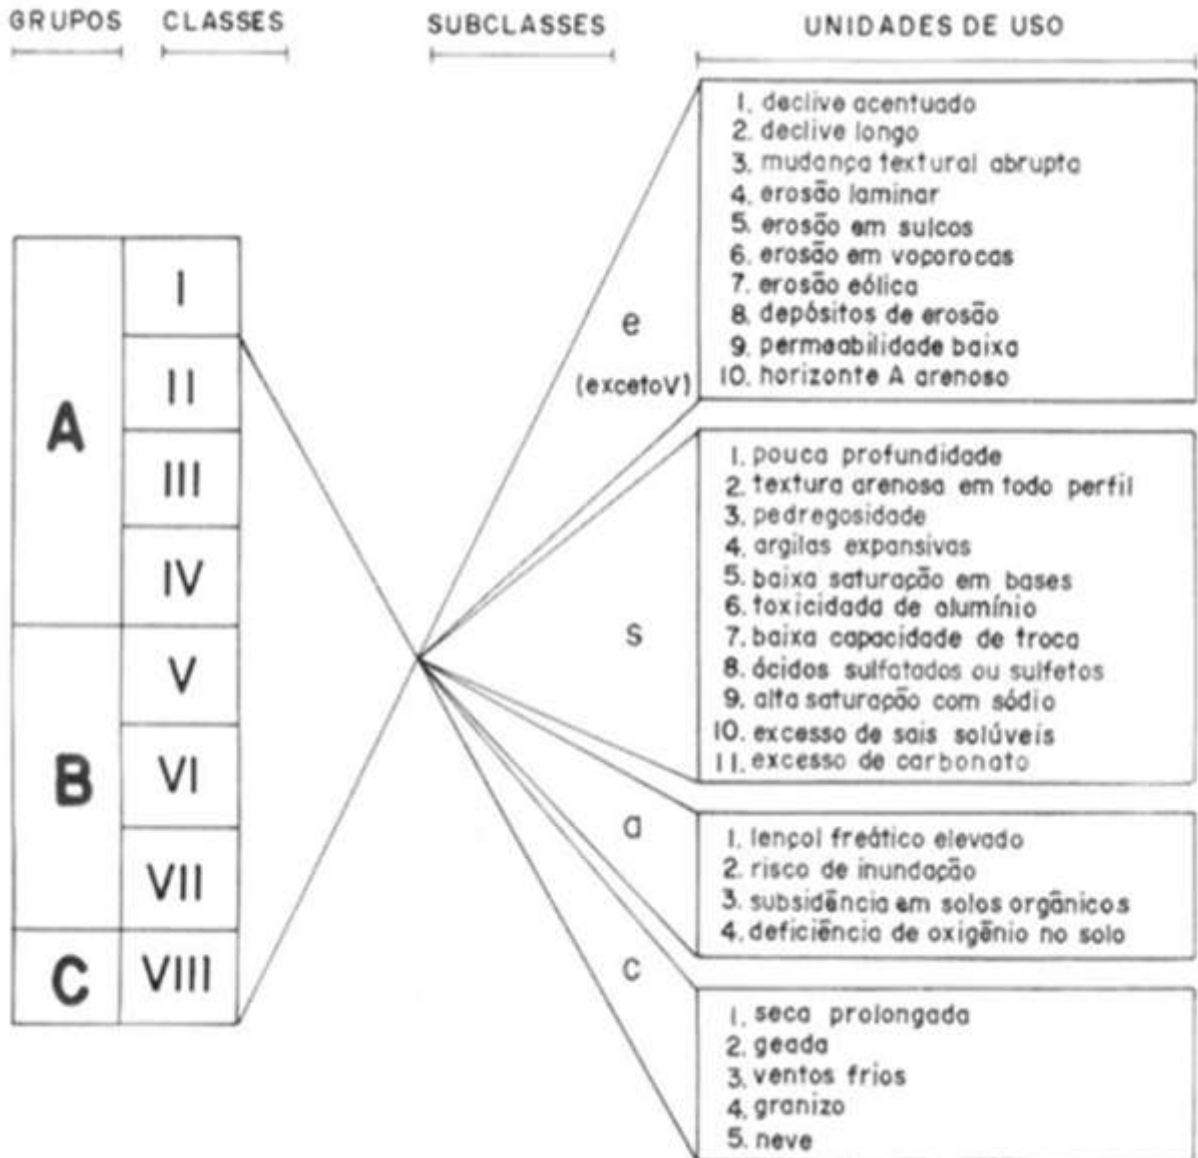 GRUPOS CLASSES SUBCLASSES UNIDADES DE USO
A
B
C
I
II
III
IV
V
VI
VII
VIII
e
(exceto V)
1. declive acentuado
2. declive longo
3. mudança textural abrupta
4. erosão laminar
5. erosão em sulcos
6. erosão em voporocas
7. erosão eólica
8. depósitos de erosão
9. permeabilidade baixa
10. horizonte A arenoso
s
1. pouca profundidade
2. textura arenosa em todo perfil
3. pedregosidade
4. argilas expansivas
5. baixa saturação em bases
6. toxicidada de alumínio
7. baixa capacidade de troca
8. ácidos sulfatados ou sulfetos
9. alta saturação com sódio
10. excesso de sais solúveis
11. excesso de carbonato
a
1. lençol freático elevado
2. risco de inundação
3. subsidência em solos orgânicos
4. deficiência de oxigênio no solo
c
1. seca prolongada
2. geada
3. ventos frios
4. granizo
5. neve